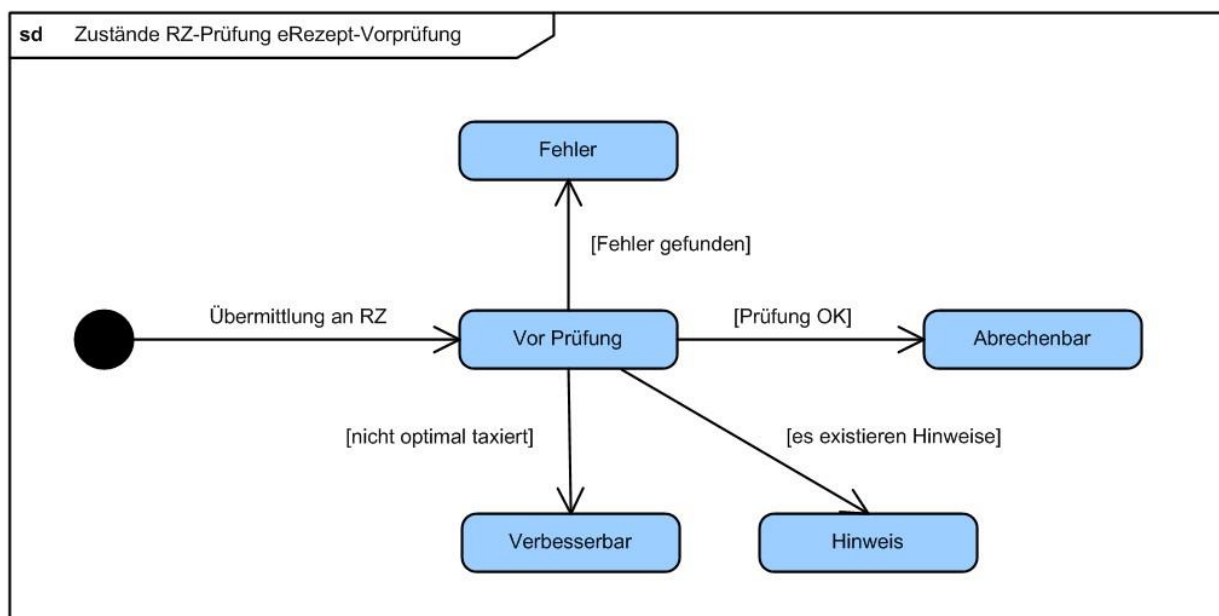 sd Zustände RZ-Prüfung eRezept-Vorprüfung
Fehler
[Fehler gefunden]
Übermittlung an RZ
Vor Prüfung
[Prüfung OK]
Abrechenbar
[nicht optimal taxiert]
[es existieren Hinweise]
Verbesserbar
Hinweis